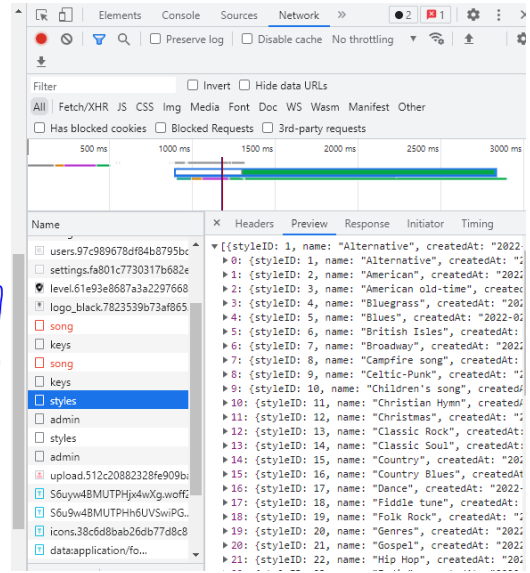 Elements Console Sources Network » 2 1
Preserve log Disable cache No throttling
Filter Invert Hide data URLs
All Fetch/XHR JS CSS Img Media Font Doc WS Wasm Manifest Other
Has blocked cookies Blocked Requests 3rd-party requests
500 ms 1000 ms 1500 ms 2000 ms 2500 ms 3000 ms
Name
users.97c989678df84b8795bc
settings.fa801c7730317b682e
level.61e93e8687a3a2297668
logo_black.7823539b73af865.
song
keys
song
keys
styles
admin
styles
admin
upload.512c20882328fe909ba
S6uyw4BMUTPHjx4wXg.woff2
S6u9w4BMUTPHh6UVSwiPG..
icons.38c6d8bab26db77d8c8
data:application/fo...
× Headers Preview Response Initiator Timing
▼[{styleID: 1, name: "Alternative", createdAt: "2022-
▶0: {styleID: 1, name: "Alternative", createdAt: "2
▶1: {styleID: 2, name: "American", createdAt: "2022
▶2: {styleID: 3, name: "American old-time", created
▶3: {styleID: 4, name: "Bluegrass", createdAt: "202
▶4: {styleID: 5, name: "Blues", createdAt: "2022-02
▶5: {styleID: 6, name: "British Isles", createdAt:
▶6: {styleID: 7, name: "Broadway", createdAt: "2022
▶7: {styleID: 8, name: "Campfire song", createdAt:
▶8: {styleID: 9, name: "Celtic-Punk", createdAt: "2
▶9: {styleID: 10, name: "Children's song", createdA
▶10: {styleID: 11, name: "Christian Hymn", createdA
▶11: {styleID: 12, name: "Christmas", createdAt: "2
▶12: {styleID: 13, name: "Classic Rock", createdAt:
▶13: {styleID: 14, name: "Classic Soul", createdAt:
▶14: {styleID: 15, name: "Country", createdAt: "202
▶15: {styleID: 16, name: "Country Blues", createdAt
▶16: {styleID: 17, name: "Dance", createdAt: "2022-
▶17: {styleID: 18, name: "Fiddle tune", createdAt:
▶18: {styleID: 19, name: "Folk Rock", createdAt: "2
▶19: {styleID: 20, name: "Genres", createdAt: "2022
▶20: {styleID: 21, name: "Gospel", createdAt: "2022
▶21: {styleID: 22, name: "Hip Hop", createdAt: "202